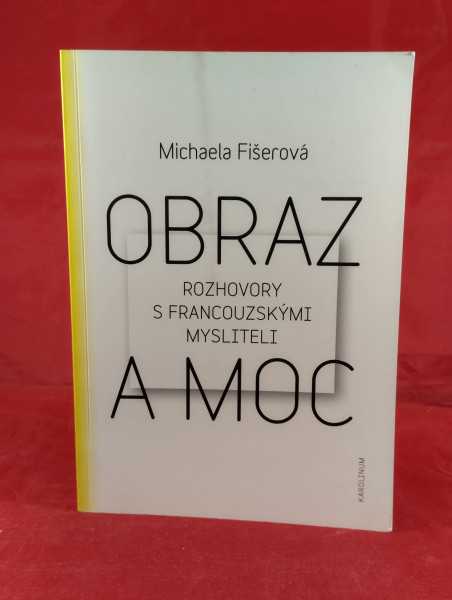 Michaela Fišerová
OBRAZ
ROZHOVORY
S FRANCOUZSKÝMI
MYSLITELI
A MOC
KAROLINUM